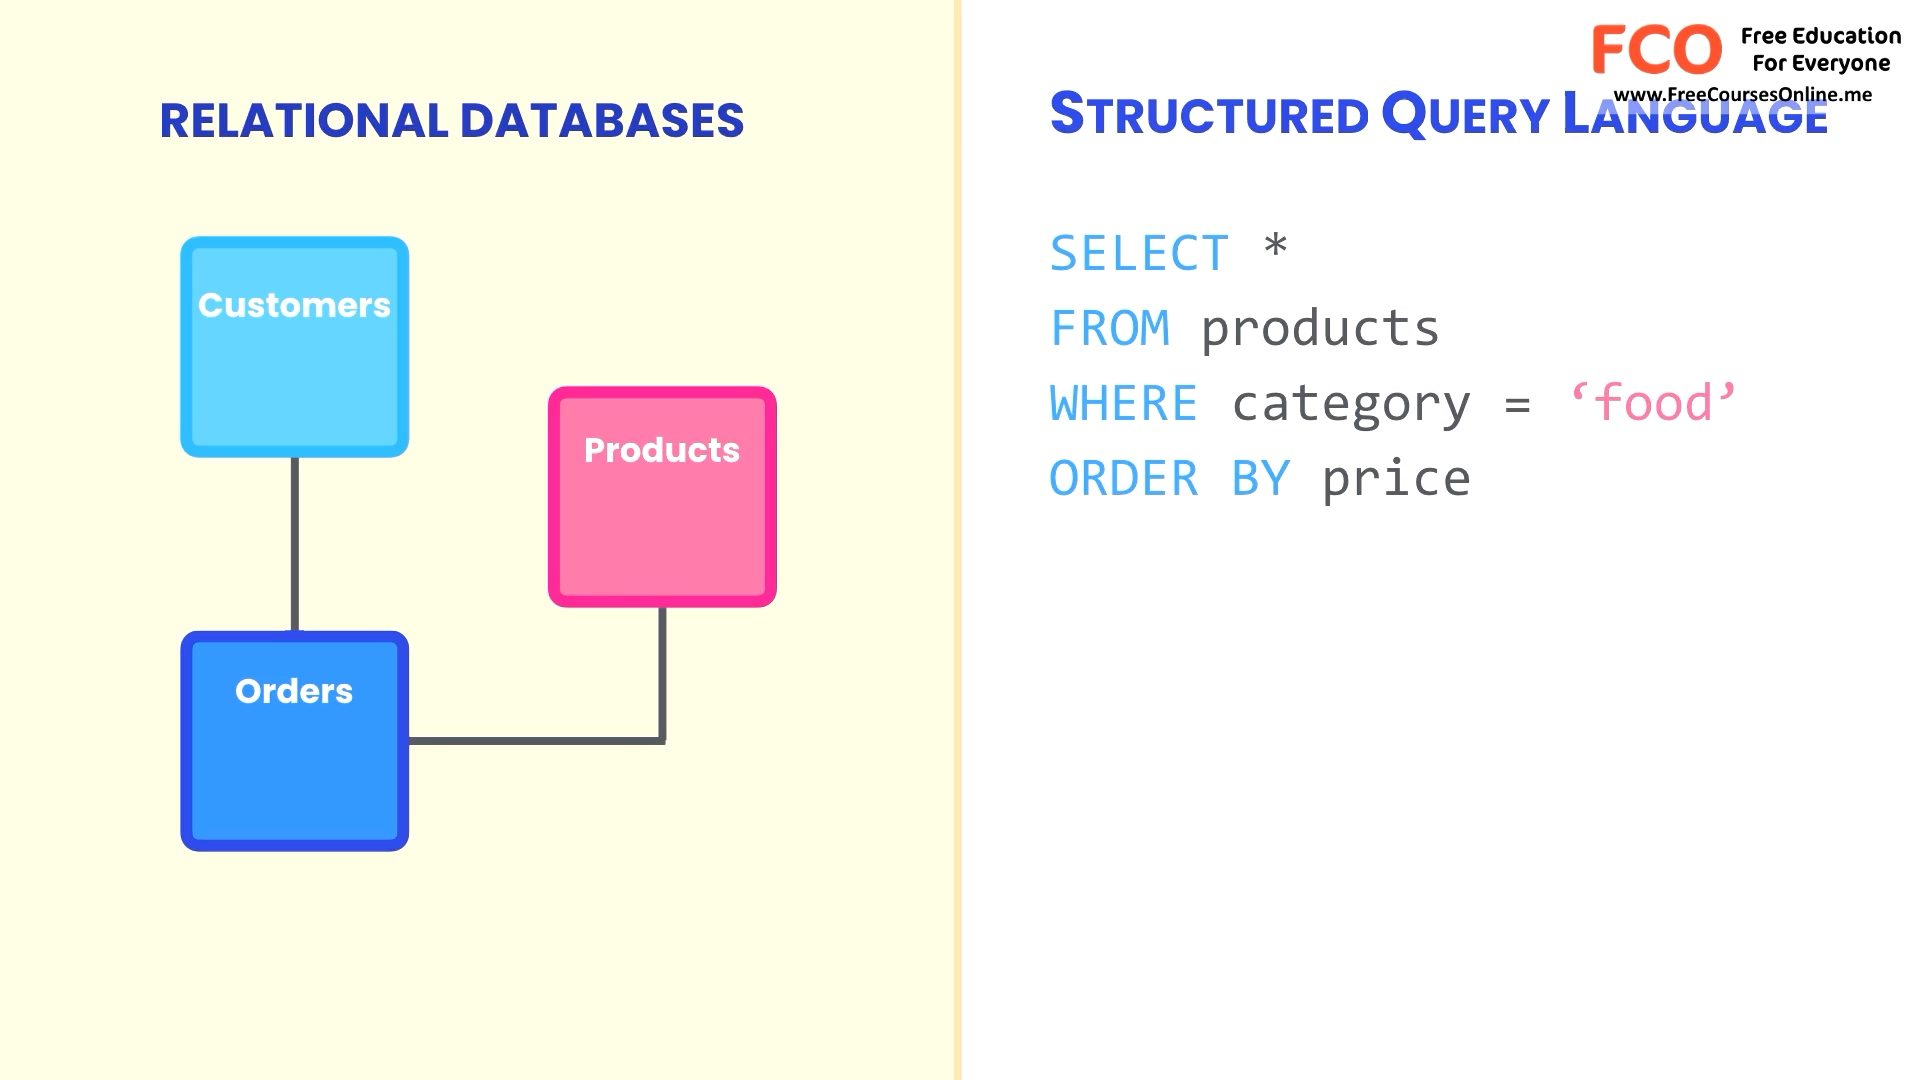 RELATIONAL DATABASES
Customers
Products
Orders
FCO
Free Education
For Everyone
www.FreeCoursesOnline.me
STRUCTURED QUERY LANGUAGE
SELECT *
FROM products
WHERE category = ‘food’
ORDER BY price